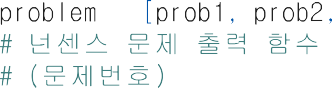 problem [prob1, prob2,
# 넌센스 문제 출력 함수
# (문제번호)